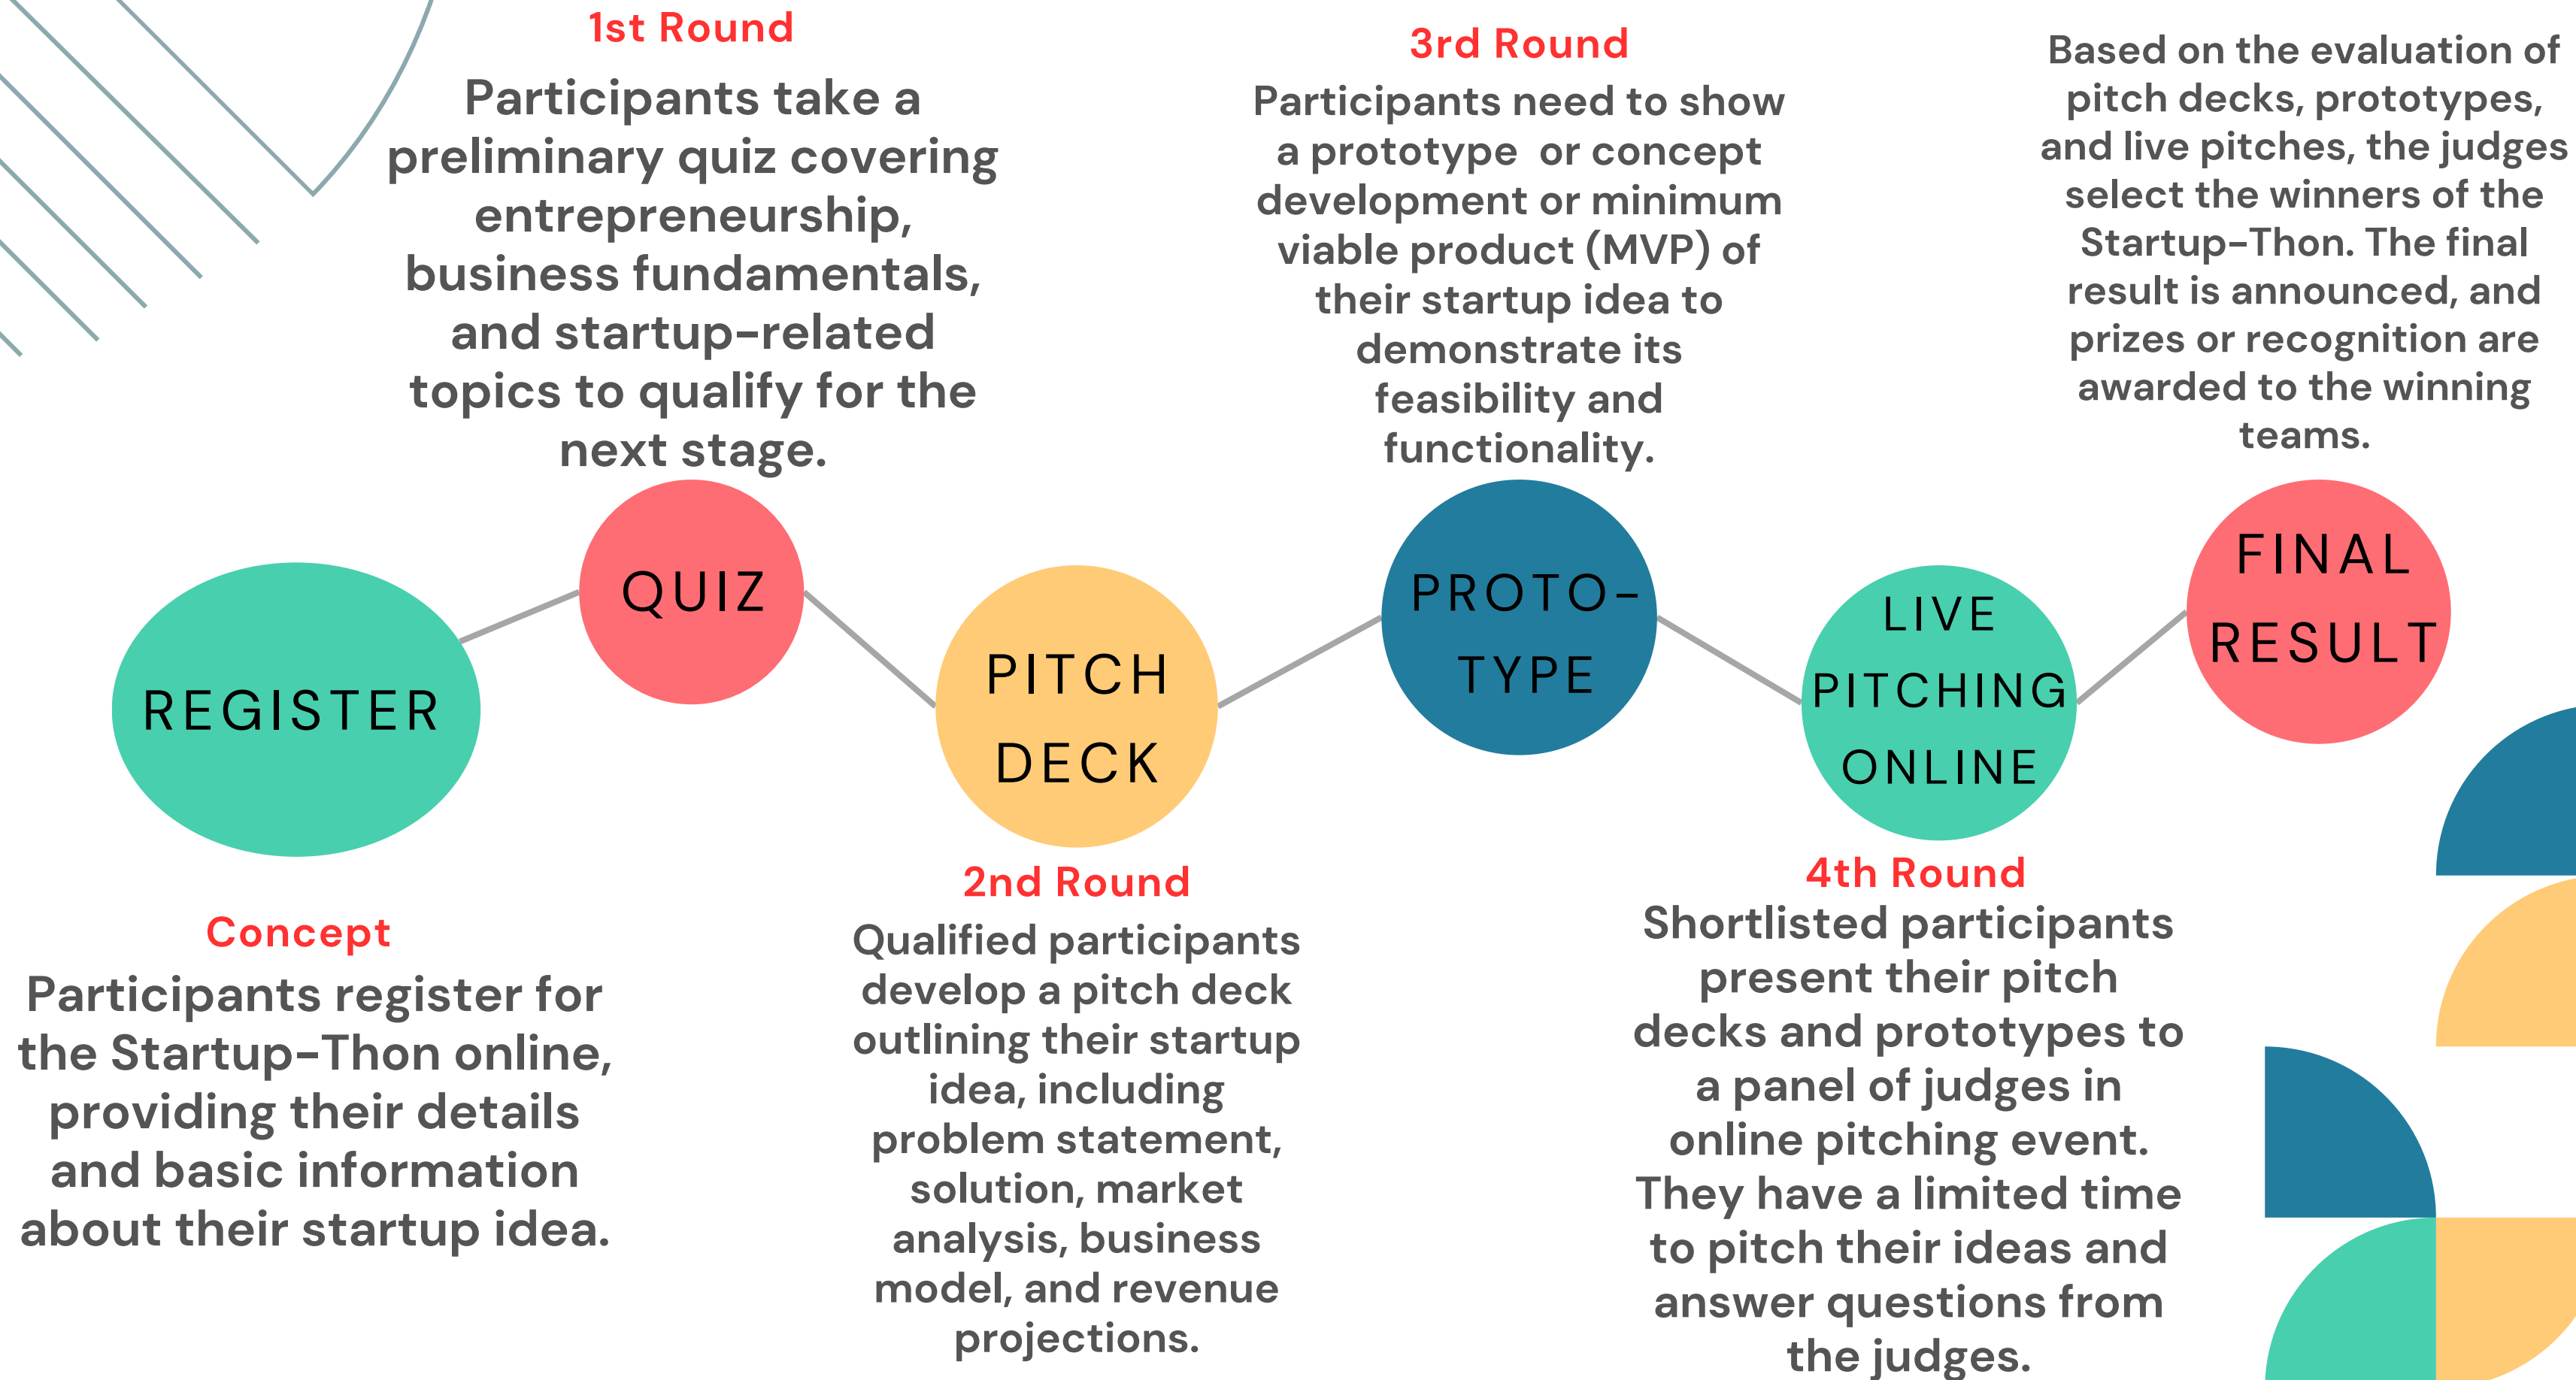 1st Round
Participants take a
preliminary quiz covering
entrepreneurship,
business fundamentals,
and startup-related
topics to qualify for the
next stage.
3rd Round
Participants need to show
a prototype or concept
development or minimum
viable product (MVP) of
their startup idea to
demonstrate its
feasibility and
functionality.
Based on the evaluation of
pitch decks, prototypes,
and live pitches, the judges
select the winners of the
Startup-Thon. The final
result is announced, and
prizes or recognition are
awarded to the winning
teams.
REGISTER
QUIZ
PITCH
DECK
PROTO-
TYPE
LIVE
PITCHING
ONLINE
FINAL
RESULT
Concept
Participants register for
the Startup-Thon online,
providing their details
and basic information
about their startup idea.
2nd Round
Qualified participants
develop a pitch deck
outlining their startup
idea, including
problem statement,
solution, market
analysis, business
model, and revenue
projections.
4th Round
Shortlisted participants
present their pitch
decks and prototypes to
a panel of judges in
online pitching event.
They have a limited time
to pitch their ideas and
answer questions from
the judges.